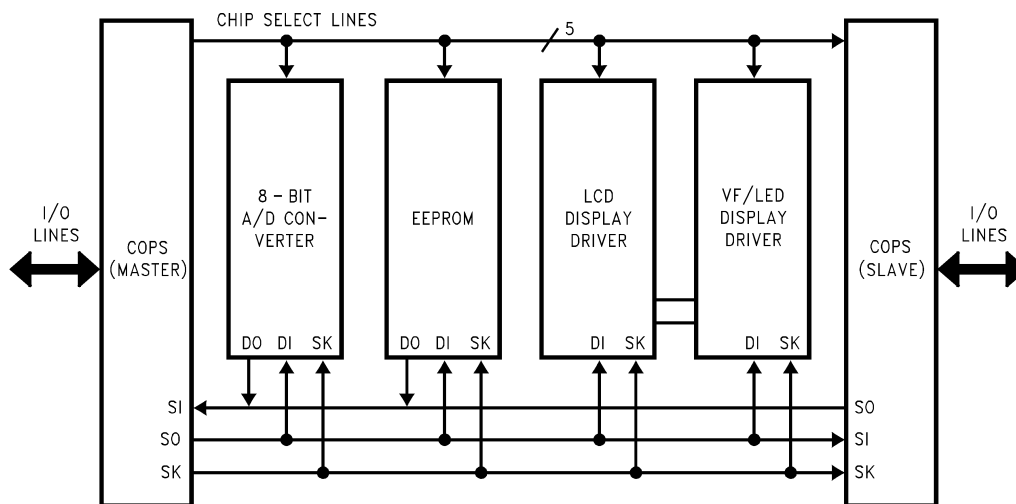 CHIP SELECT LINES
5
I/O
LINES
COPS
(MASTER)
8-BIT
A/D CON-
VERTER
EEPROM
LCD
DISPLAY
DRIVER
VF/LED
DISPLAY
DRIVER
COPS
(SLAVE)
I/O
LINES
DO DI SK
DO DI SK
DI SK
DI SK
SI
SO
SO
SI
SK
SK